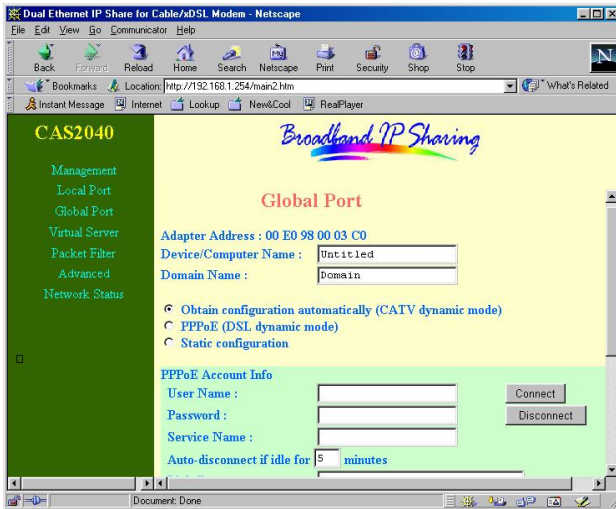 Dual Ethernet IP Share for Cable/xDSL Modem - Netscape
File Edit View Go Communicator Help
Back Forward Reload Home Search Netscape Print Security Shop Stop
N
Bookmarks Location: http://192.168.1.254/main2.htm What's Related
Instant Message Internet Lookup New&Cool RealPlayer
CAS2040
Management
Local Port
Global Port
Virtual Server
Packet Filter
Advanced
Network Status
Broadband IP Sharing
Global Port
Adapter Address : 00 E0 98 00 03 C0
Device/Computer Name : Untitled
Domain Name : Domain
Obtain configuration automatically (CATV dynamic mode)
PPPoE (DSL dynamic mode)
Static configuration
PPPoE Account Info
User Name : Connect
Password : Disconnect
Service Name :
Auto-disconnect if idle for 5 minutes
Document: Done